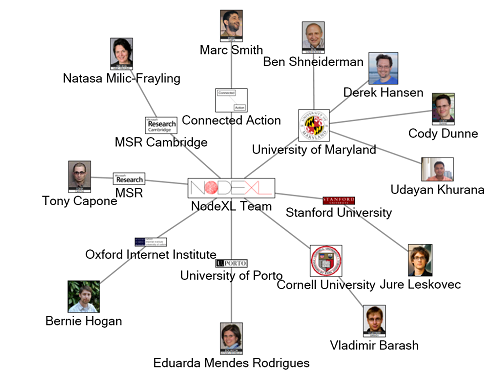 Marc Smith
Ben Shneiderman
Natasa Milic-Frayling
Derek Hansen
Connected
Action
Connected Action
Research
Cambridge
MSR Cambridge
University of Maryland
Cody Dunne
Research
MSR
Tony Capone
NODEXL
NodeXL Team
Udayan Khurana
STANFORD
Stanford University
Oxford Internet Institute
PORTO
University of Porto
Cornell University
Jure Leskovec
Bernie Hogan
Vladimir Barash
Eduarda Mendes Rodrigues